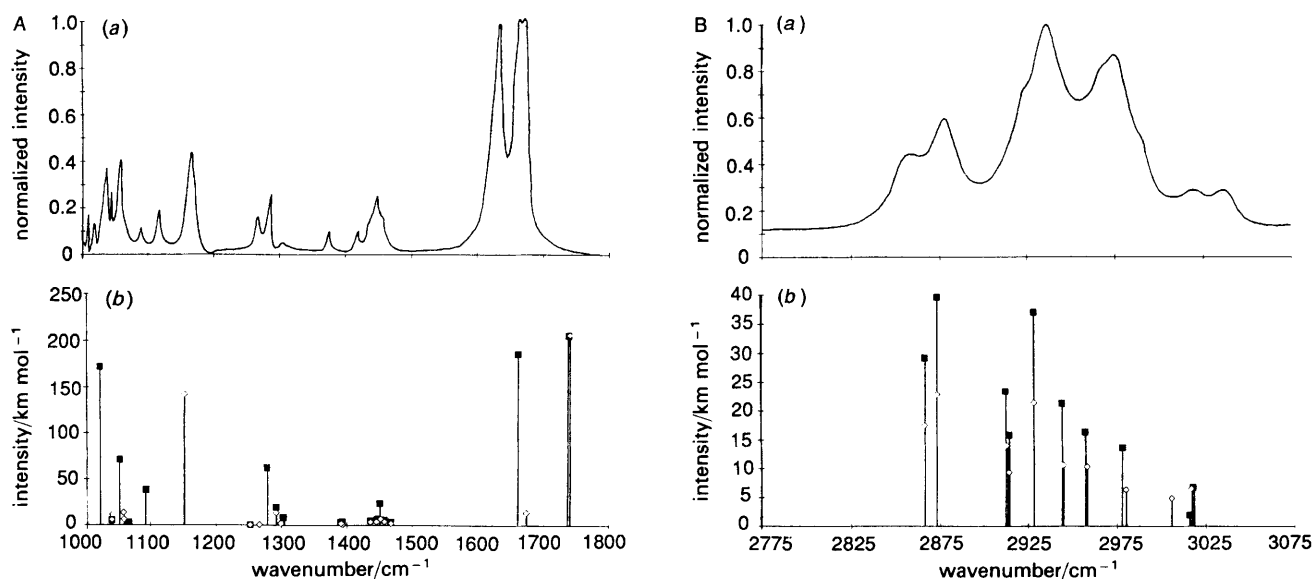 A
(a)
normalized intensity
1.0
0.8
0.6
0.4
0.2
0
(b)
intensity/km mol⁻¹
250
200
150
100
50
0
1000 1100 1200 1300 1400 1500 1600 1700 1800
wavenumber/cm⁻¹
B
(a)
normalized intensity
1.0
0.8
0.6
0.4
0.2
0
(b)
intensity/km mol⁻¹
40
35
30
25
20
15
10
5
0
2775 2825 2875 2925 2975 3025 3075
wavenumber/cm⁻¹